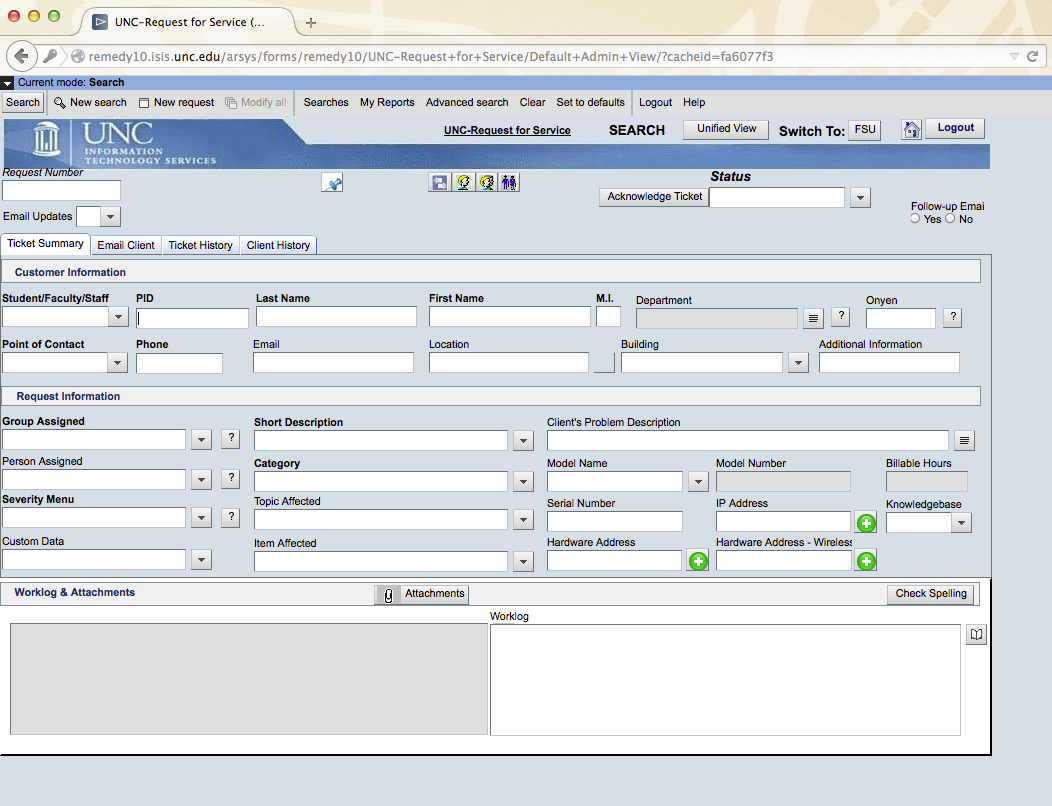 UNC-Request for Service (...
remedy10.isis.unc.edu/arsys/forms/remedy10/UNC-Request+for+Service/Default+Admin+View/?cacheid=fa6077f3
Current mode: Search
Search New search New request Modify all Searches My Reports Advanced search Clear Set to defaults Logout Help
UNC
INFORMATION
TECHNOLOGY SERVICES
UNC-Request for Service SEARCH Unified View Switch To: FSU Logout
Request Number
Status
Acknowledge Ticket
Email Updates
Follow-up Emai
Yes No
Ticket Summary Email Client Ticket History Client History
Customer Information
Student/Faculty/Staff PID Last Name First Name M.I. Department Onyen
? ?
Point of Contact Phone Email Location Building Additional Information
Request Information
Group Assigned Short Description Client's Problem Description
?
Person Assigned Category Model Name Model Number Billable Hours
?
Severity Menu Topic Affected Serial Number IP Address Knowledgebase
?
Custom Data Item Affected Hardware Address Hardware Address - Wireless
Worklog & Attachments Attachments Check Spelling
Worklog